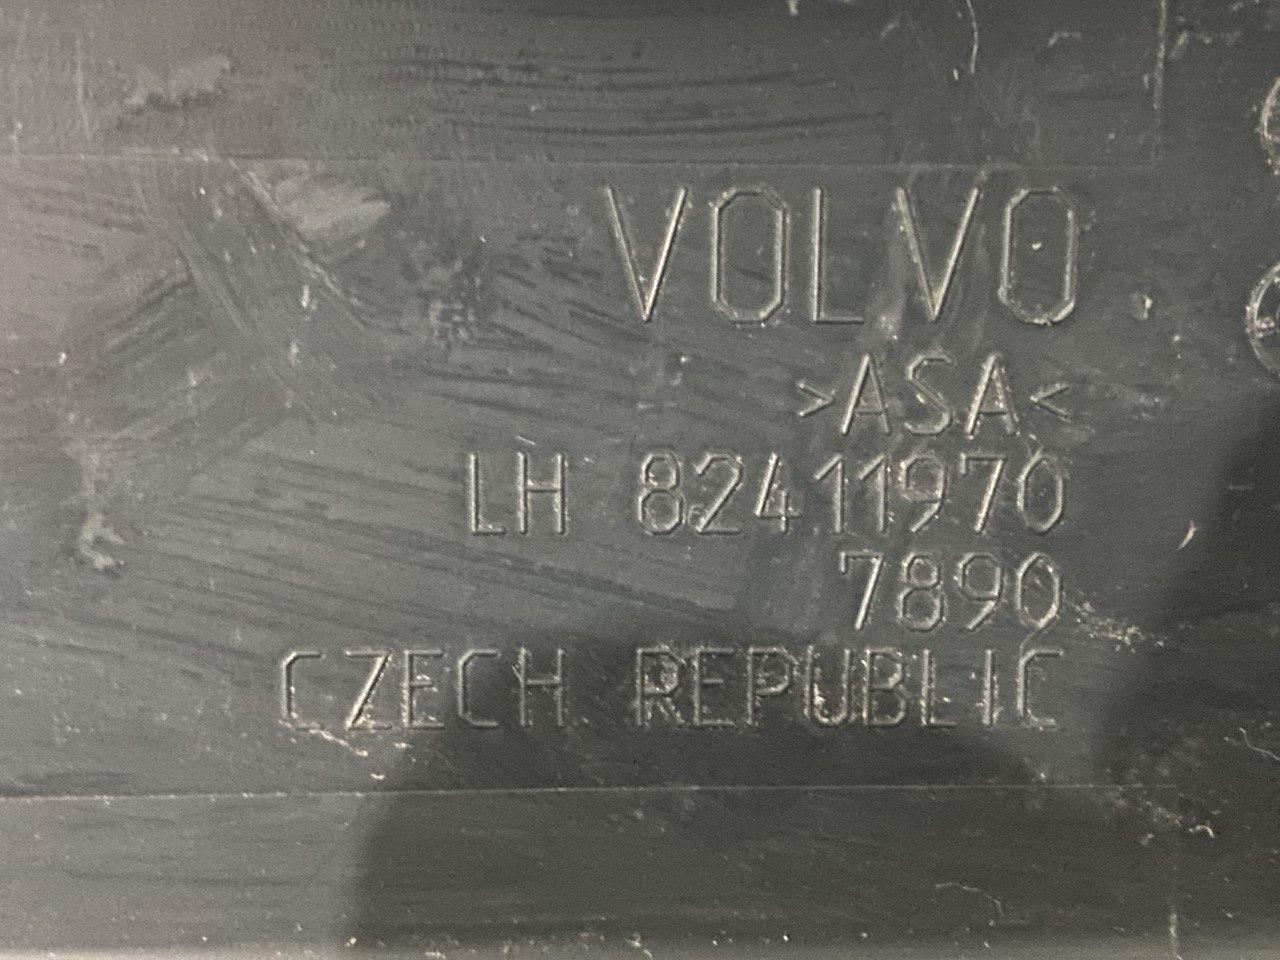 VOLVO
>ASA<
LH 82411970
7890
CZECH REPUBLIC